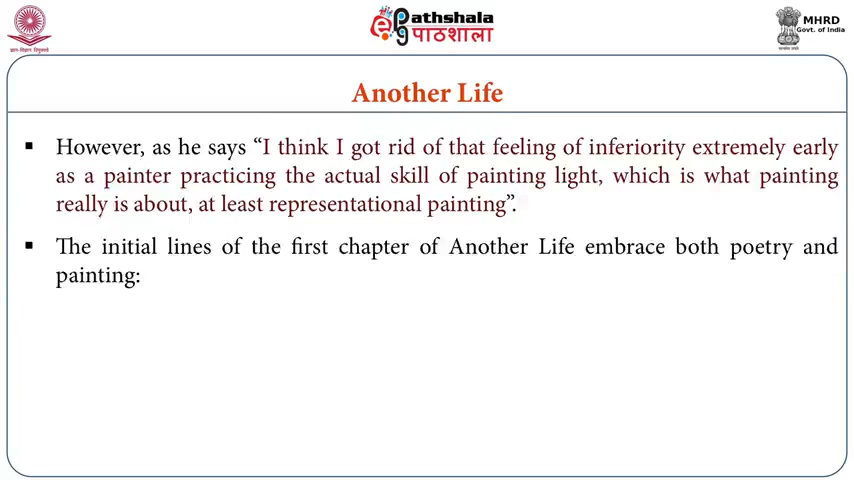 ePathshala
पाठशाला
MHRD
Govt. of India
Another Life
▪ However, as he says “I think I got rid of that feeling of inferiority extremely early
as a painter practicing the actual skill of painting light, which is what painting
really is about, at least representational painting”.
▪ The initial lines of the first chapter of Another Life embrace both poetry and
painting: